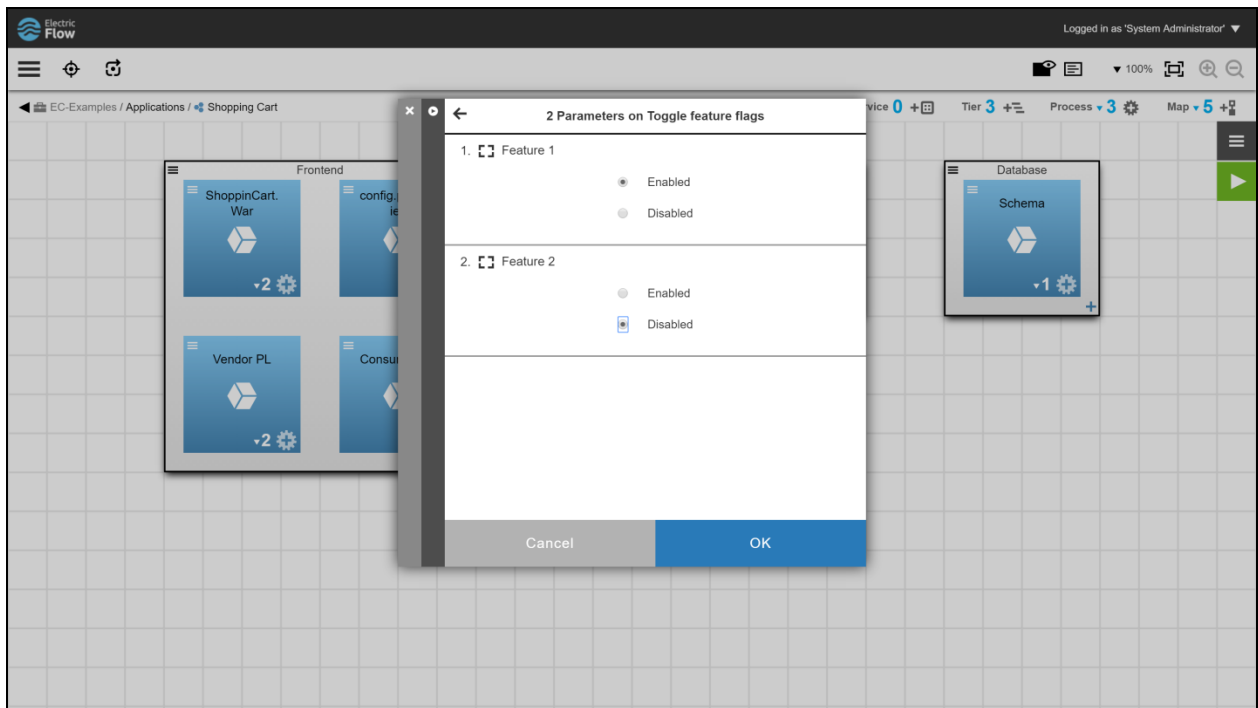 Electric
Flow
Logged in as 'System Administrator'
100%
EC-Examples / Applications / Shopping Cart
vice 0
Tier 3
Process 3
Map 5
2 Parameters on Toggle feature flags
1. Feature 1
Enabled
Disabled
2. Feature 2
Enabled
Disabled
Cancel
OK
Frontend
ShoppinCart.
War
2
config.p
ie
Vendor PL
2
Consu
Database
Schema
1